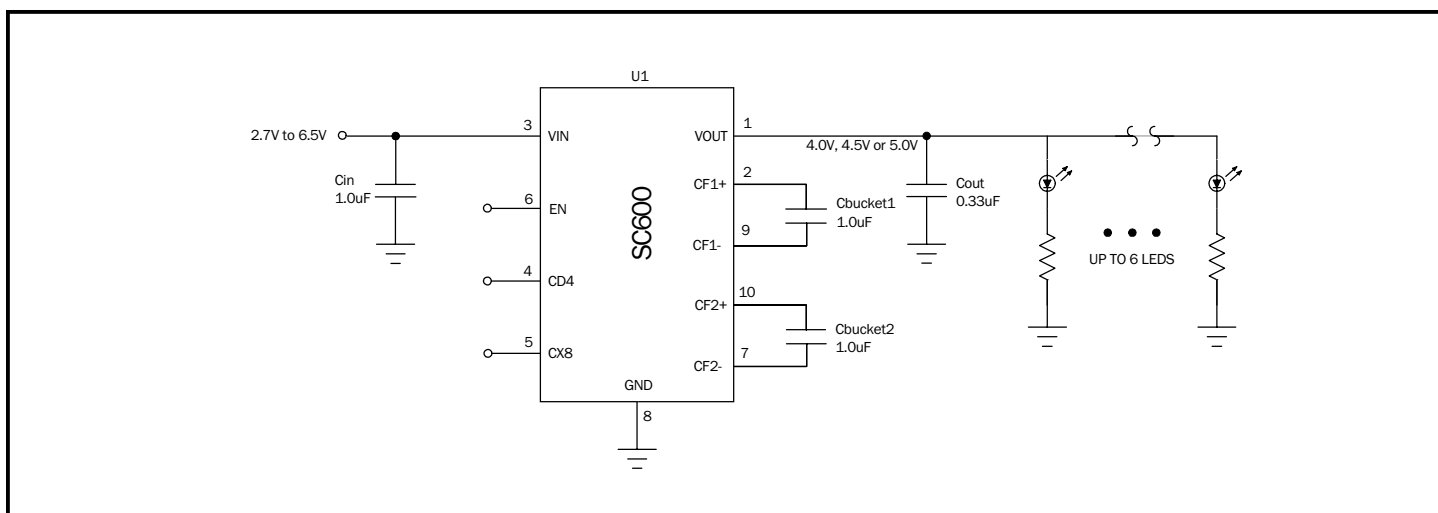 U1
2.7V to 6.5V
3
VIN
VOUT
1
4.0V, 4.5V or 5.0V
Cin
1.0uF
6
EN
SC600
CF1+
2
Cbucket1
1.0uF
CF1-
9
Cout
0.33uF
UP TO 6 LEDS
4
CD4
CF2+
10
Cbucket2
1.0uF
5
CX8
CF2-
7
GND
8